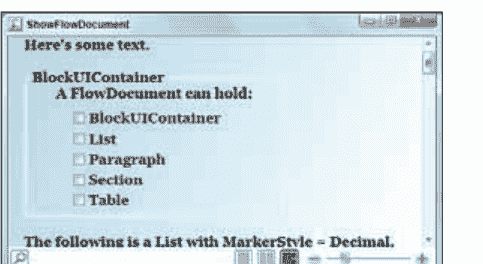 ShowFlowDocument
Here's some text.
BlockUIContainer
A FlowDocument can hold:
BlockUIContainer
List
Paragraph
Section
Table
The following is a List with MarkerStyle = Decimal.